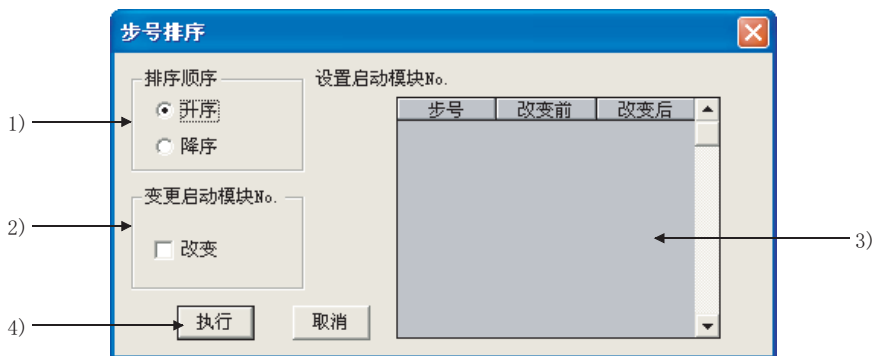 步号排序
排序顺序
升序
降序
变更启动模块No.
改变
执行
取消
设置启动模块No.
步号 改变前 改变后
1)
2)
3)
4)